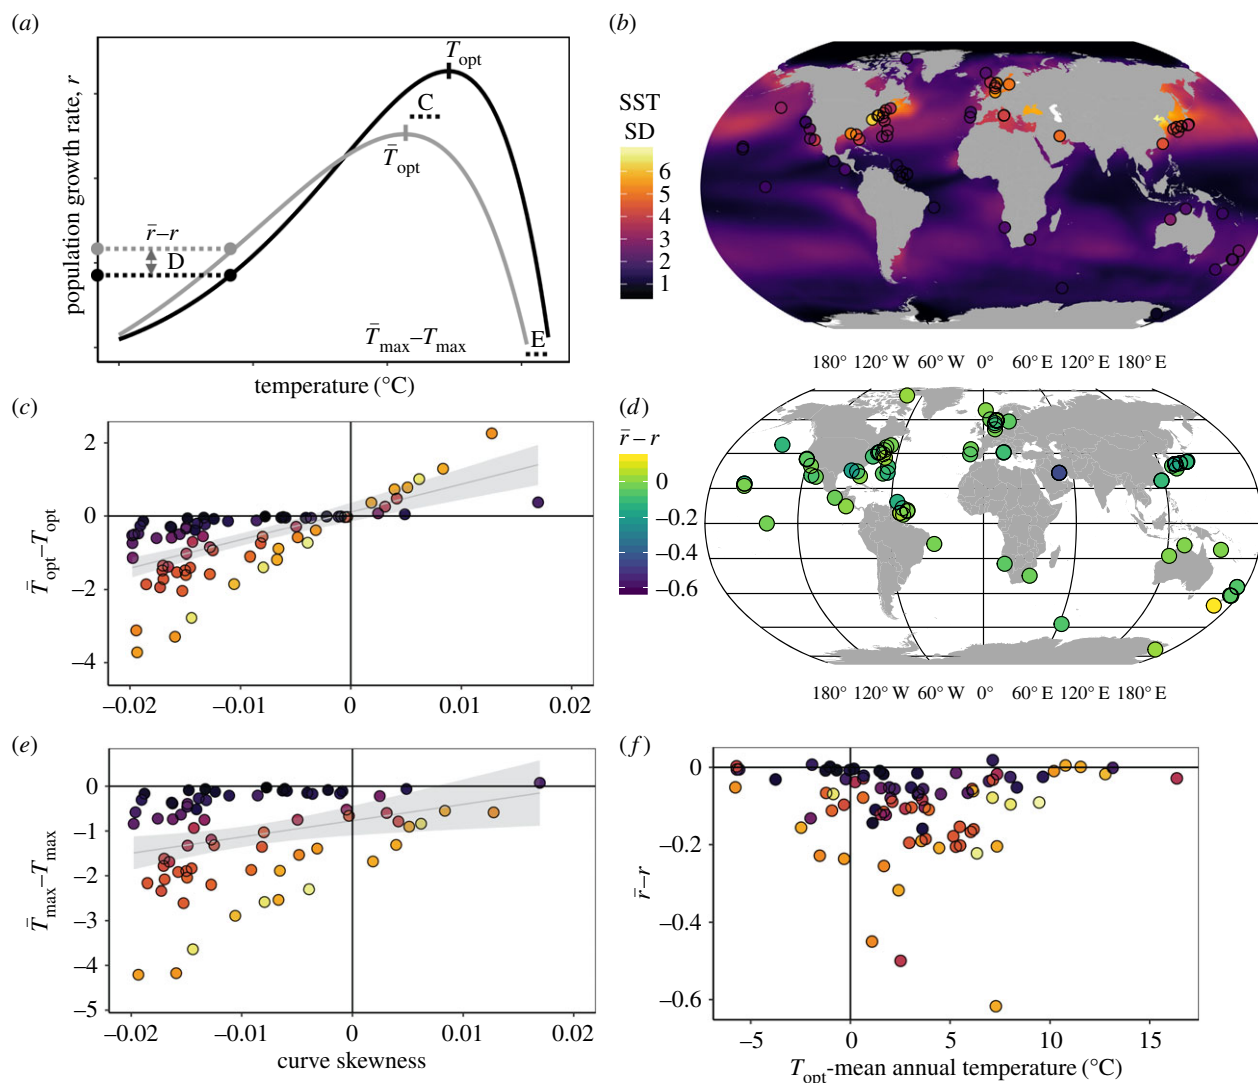 (a)
population growth rate, r
T_opt
C
T̄_opt
r̄–r
D
T̄_max–T_max
E
temperature (°C)
(b)
SST
SD
6
5
4
3
2
1
180° 120° W 60° W 0° 60° E 120° E 180° E
(c)
T̄_opt–T_opt
2
0
–2
–4
–0.02 –0.01 0 0.01 0.02
(d)
r̄ – r
0
–0.2
–0.4
–0.6
180° 120° W 60° W 0° 60° E 120° E 180° E
(e)
T̄_max–T_max
0
–1
–2
–3
–4
–5
–0.02 –0.01 0 0.01 0.02
curve skewness
(f)
r̄–r
0
–0.2
–0.4
–0.6
–5 0 5 10 15
T_opt-mean annual temperature (°C)